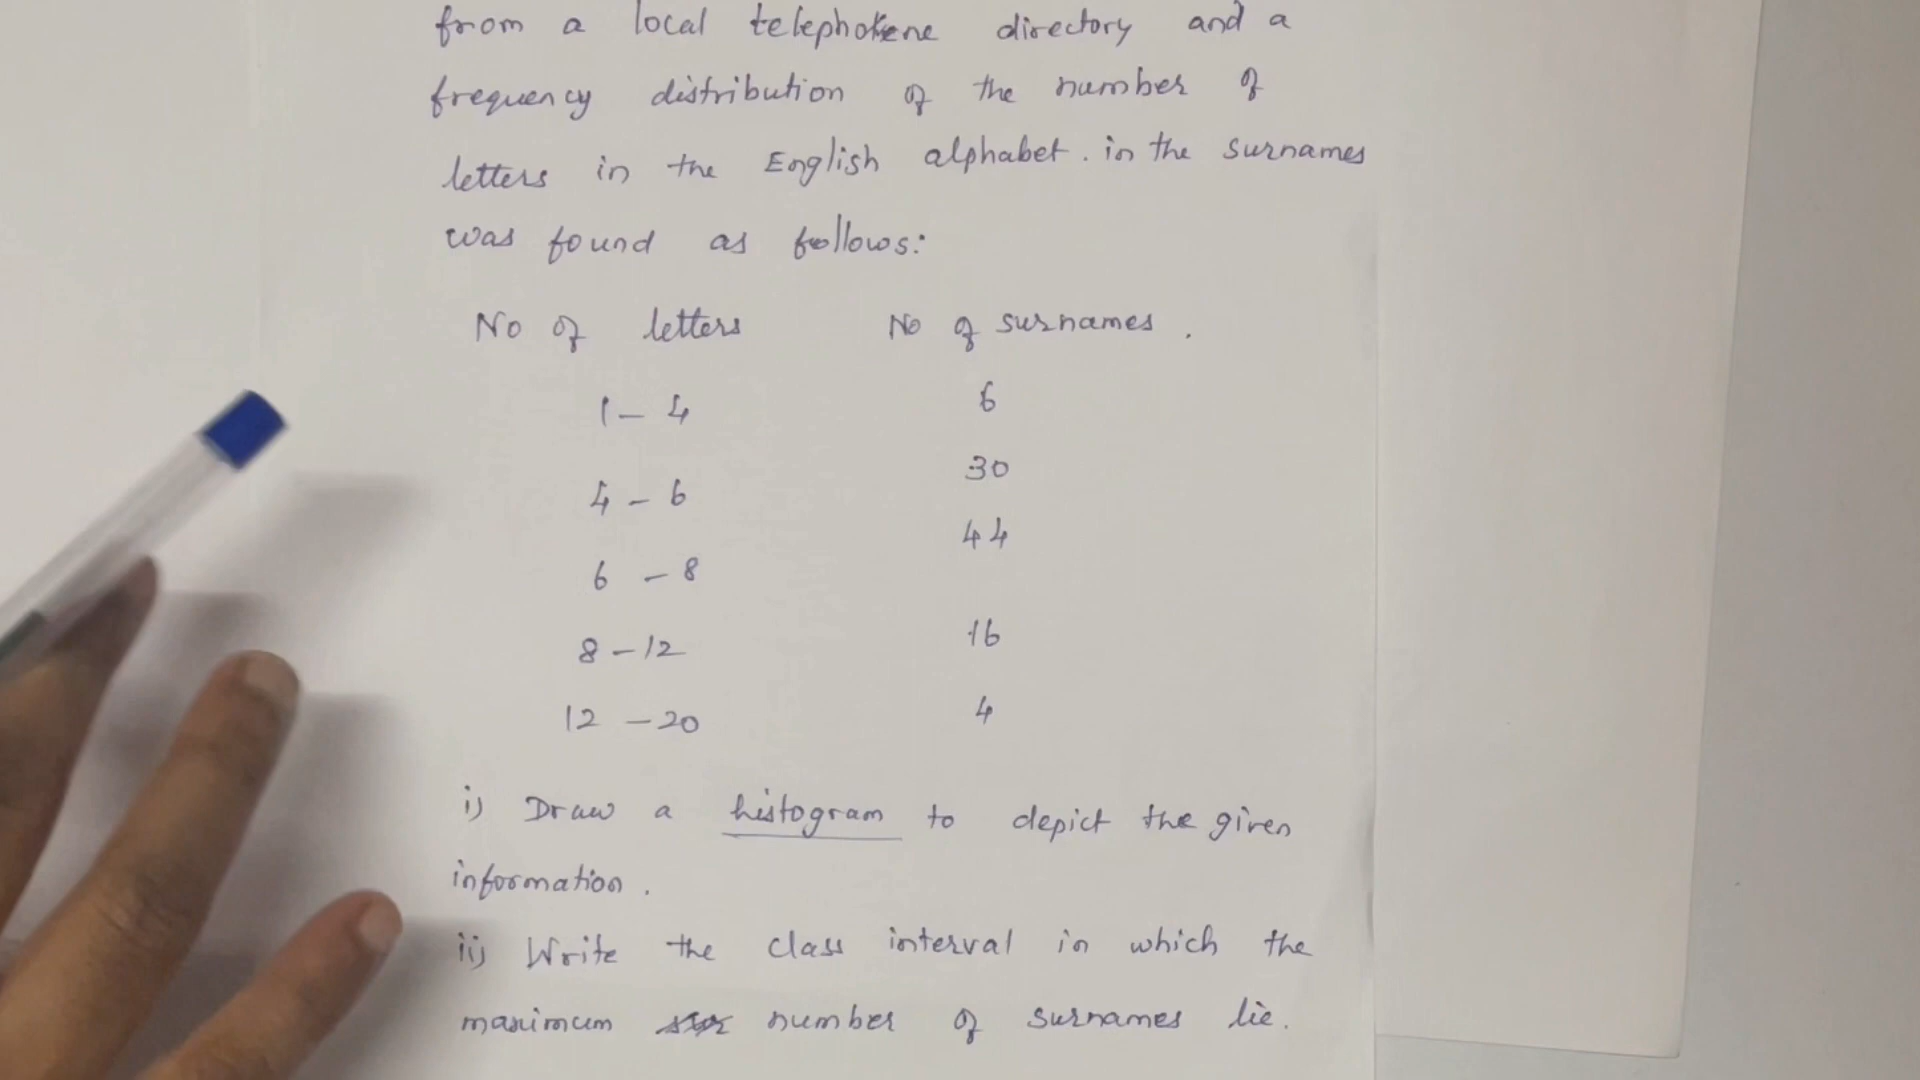 from a local telephone directory and a
frequency distribution of the number of
letters in the English alphabet. in the surnames
was found as follows:
No of letters No of surnames.
1 - 4 6
4 - 6 30
6 - 8 44
8 - 12 16
12 - 20 4
i) Draw a histogram to depict the given
information.
ii) Write the class interval in which the
maximum number of surnames lie.